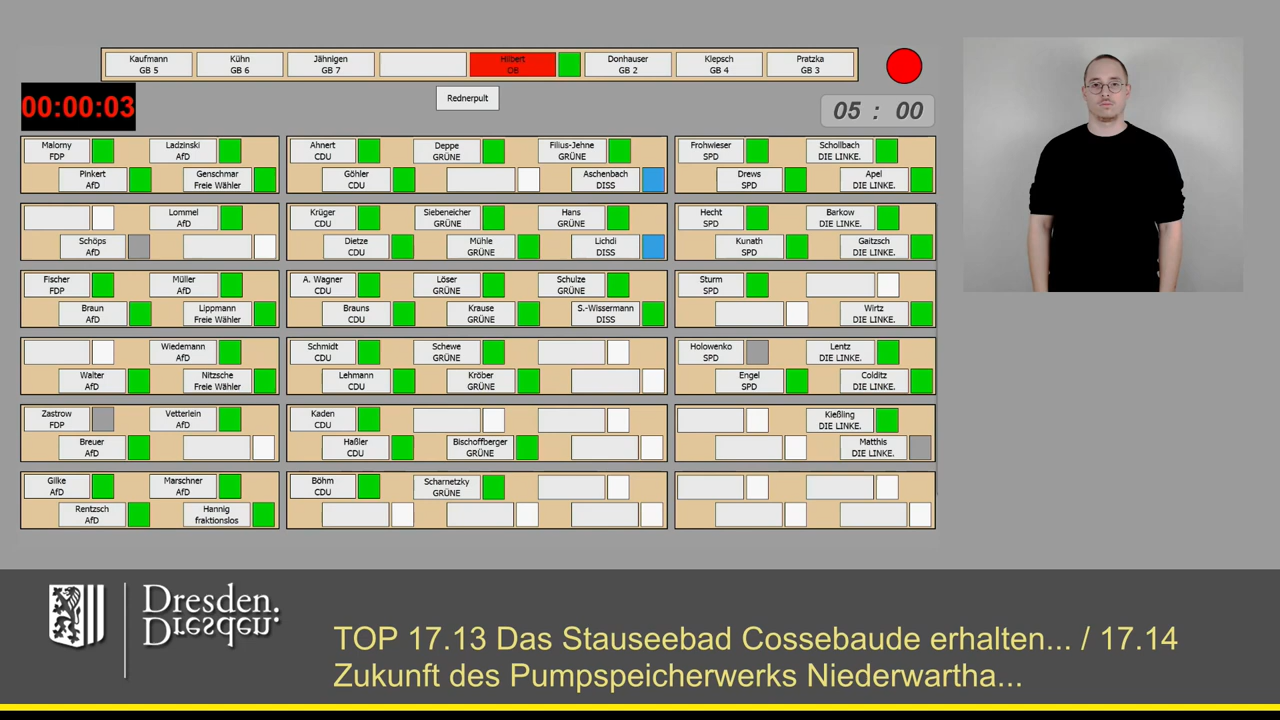 Kaufmann
GB 5
Kühn
GB 6
Jähnigen
GB 7
Hilbert
OB
Donhauser
GB 2
Klepsch
GB 4
Pratzka
GB 3
00:00:03
Rednerpult
05 : 00
Malorny
FDP
Ladzinski
AfD
Pinkert
AfD
Genschmar
Freie Wähler
Lommel
AfD
Schöps
AfD
Fischer
FDP
Müller
AfD
Braun
AfD
Lippmann
Freie Wähler
Wiedemann
AfD
Walter
AfD
Nitzsche
Freie Wähler
Zastrow
FDP
Vetterlein
AfD
Breuer
AfD
Gilke
AfD
Marschner
AfD
Rentzsch
AfD
Hannig
fraktionslos
Ahnert
CDU
Deppe
GRÜNE
Filius-Jehne
GRÜNE
Göhler
CDU
Aschenbach
DISS
Krüger
CDU
Siebeneicher
GRÜNE
Hans
GRÜNE
Dietze
CDU
Mühle
GRÜNE
Lichdi
DISS
A. Wagner
CDU
Löser
GRÜNE
Schulze
GRÜNE
Brauns
CDU
Krause
GRÜNE
S.-Wissermann
DISS
Schmidt
CDU
Schewe
GRÜNE
Lehmann
CDU
Kröber
GRÜNE
Kaden
CDU
Haßler
CDU
Bischoffberger
GRÜNE
Böhm
CDU
Scharnetzky
GRÜNE
Frohwieser
SPD
Schollbach
DIE LINKE.
Drews
SPD
Apel
DIE LINKE.
Hecht
SPD
Barkow
DIE LINKE.
Kunath
SPD
Gaitzsch
DIE LINKE.
Sturm
SPD
Wirtz
DIE LINKE.
Holowenko
SPD
Lentz
DIE LINKE.
Engel
SPD
Colditz
DIE LINKE.
Kießling
DIE LINKE.
Matthis
DIE LINKE.
Dresden.
Dresden.
TOP 17.13 Das Stauseebad Cossebaude erhalten... / 17.14
Zukunft des Pumpspeicherwerks Niederwartha...